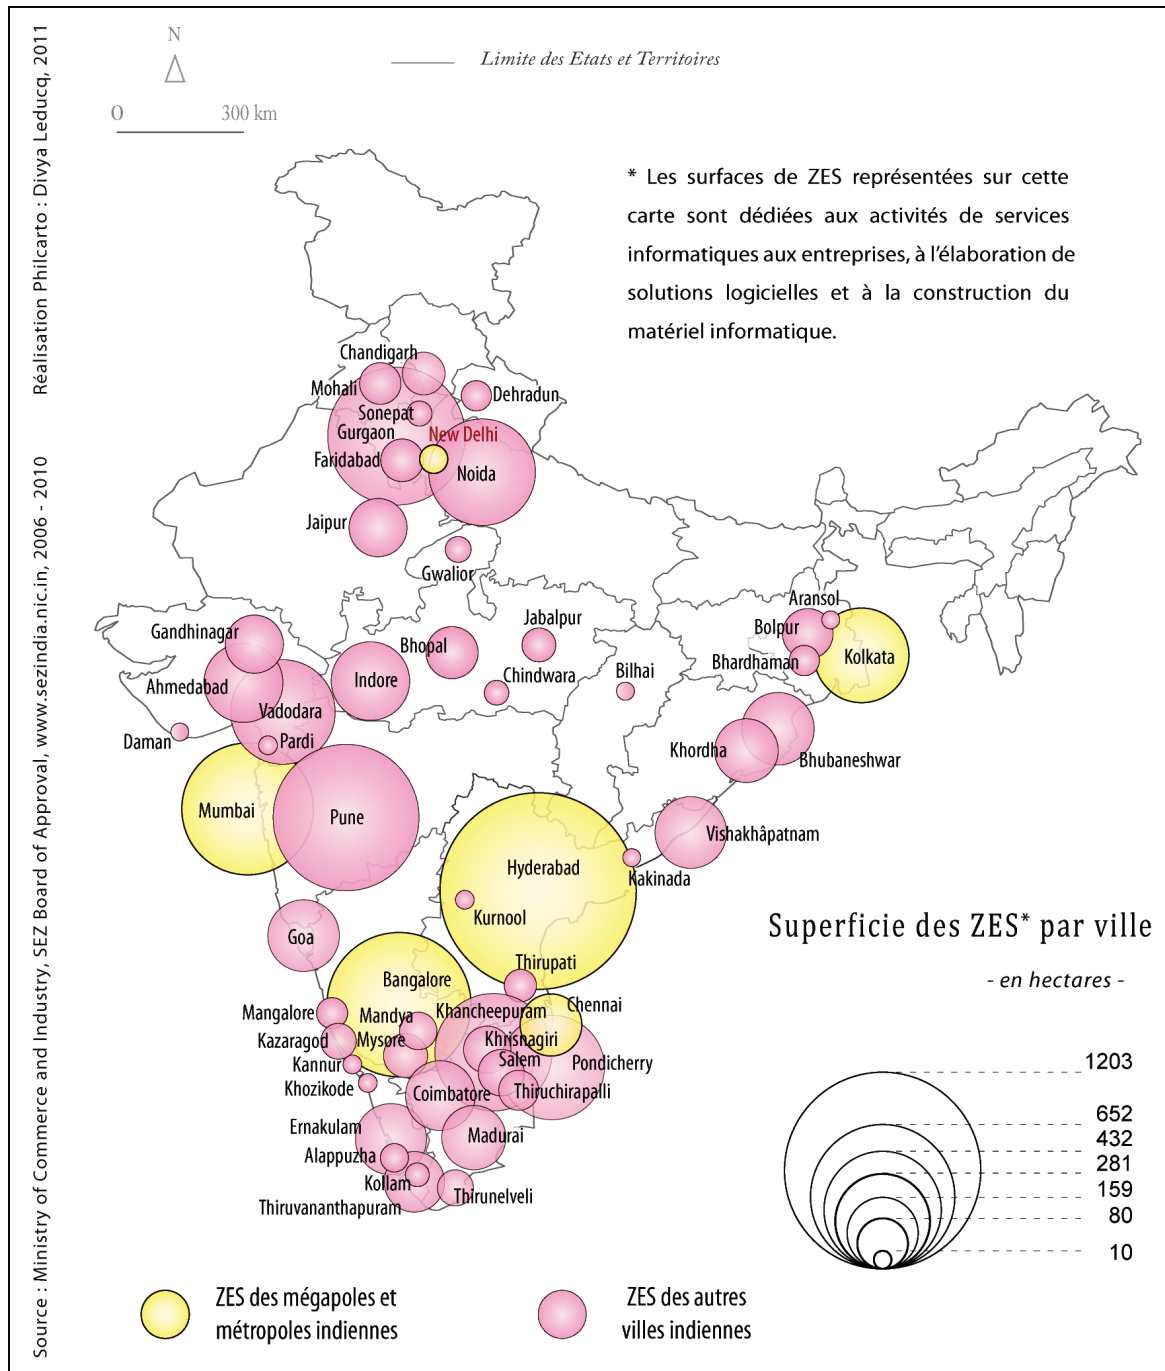 N
O 300 km
Limite des Etats et Territoires
* Les surfaces de ZES représentées sur cette
carte sont dédiées aux activités de services
informatiques aux entreprises, à l'élaboration de
solutions logicielles et à la construction du
matériel informatique.
Réalisation Philcarto : Divya Leducq, 2011
Source : Ministry of Commerce and Industry, SEZ Board of Approval, www.sezindia.nic.in, 2006 - 2010
Chandigarh
Mohali
Dehradun
Sonepat
Gurgaon
New Delhi
Faridabad
Noida
Jaipur
Gwalior
Aransol
Gandhinagar
Jabalpur
Bolpur
Bhopal
Kolkata
Bhardhaman
Bilhai
Chindwara
Indore
Ahmedabad
Vadodara
Daman
Pardi
Khordha
Bhubaneshwar
Mumbai
Pune
Vishakhâpatnam
Hyderabad
Kakinada
Kurnool
Goa
Thirupati
Bangalore
Chennai
Khancheepuram
Mangalore
Mandya
Kazaragod
Mysore
Khrisnagiri
Salem
Pondicherry
Kannur
Khozikode
Coimbatore
Thiruchirapalli
Ernakulam
Madurai
Alappuzha
Kollam
Thirunelveli
Thiruvananthapuram
Superficie des ZES* par ville
- en hectares -
1203
652
432
281
159
80
10
ZES des mégapoles et
métropoles indiennes
ZES des autres
villes indiennes